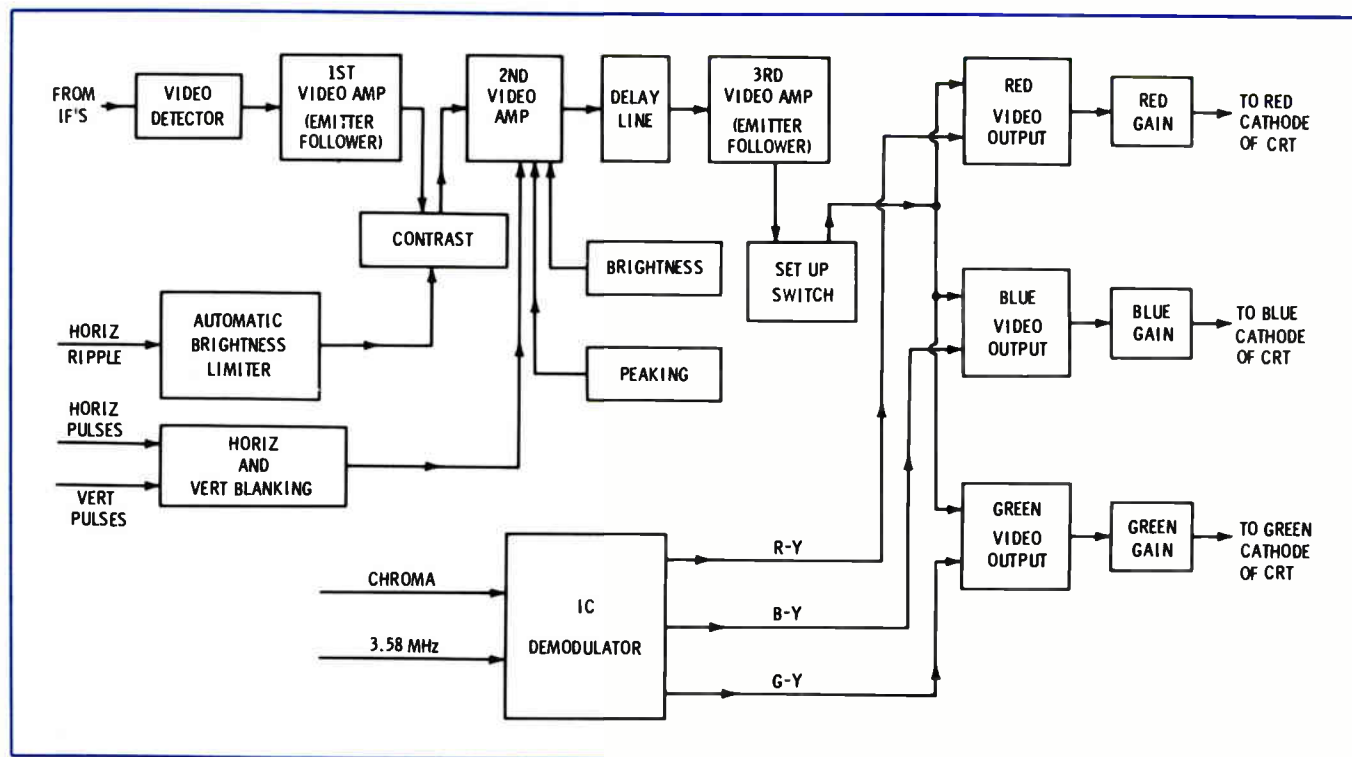 FROM
IF'S
VIDEO
DETECTOR
1ST
VIDEO AMP
(EMITTER
FOLLOWER)
2ND
VIDEO
AMP
DELAY
LINE
3RD
VIDEO AMP
(EMITTER
FOLLOWER)
RED
VIDEO
OUTPUT
RED
GAIN
TO RED
CATHODE
OF CRT
CONTRAST
BRIGHTNESS
SET UP
SWITCH
HORIZ
RIPPLE
AUTOMATIC
BRIGHTNESS
LIMITER
PEAKING
BLUE
VIDEO
OUTPUT
BLUE
GAIN
TO BLUE
CATHODE
OF CRT
HORIZ
PULSES
VERT
PULSES
HORIZ
AND
VERT BLANKING
GREEN
VIDEO
OUTPUT
GREEN
GAIN
TO GREEN
CATHODE
OF CRT
CHROMA
3.58 MHz
IC
DEMODULATOR
R-Y
B-Y
G-Y